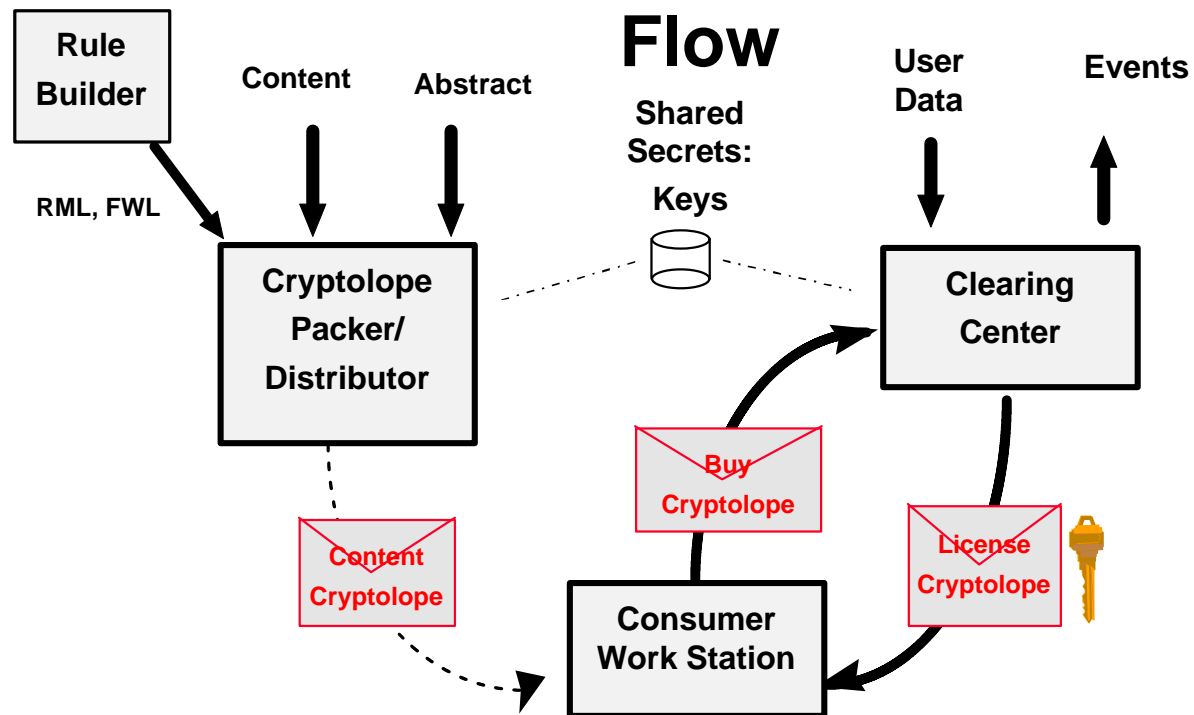 Flow
Rule
Builder
Content
Abstract
Shared
Secrets:
Keys
User
Data
Events
RML, FWL
Cryptolope
Packer/
Distributor
Clearing
Center
Buy
Cryptolope
Content
Cryptolope
License
Cryptolope
Consumer
Work Station